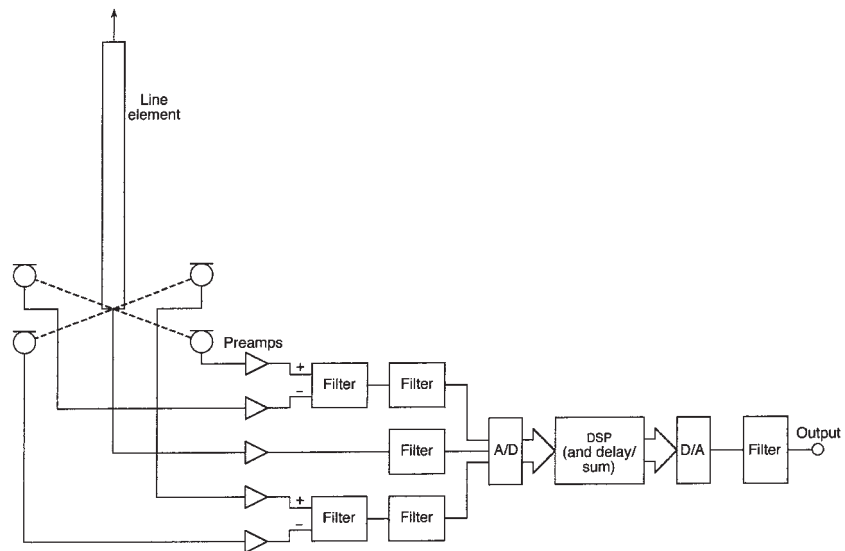 Line
element
Preamps
+
−
Filter
Filter
Filter
+
−
Filter
Filter
A/D
DSP
(and delay/
sum)
D/A
Filter
Output